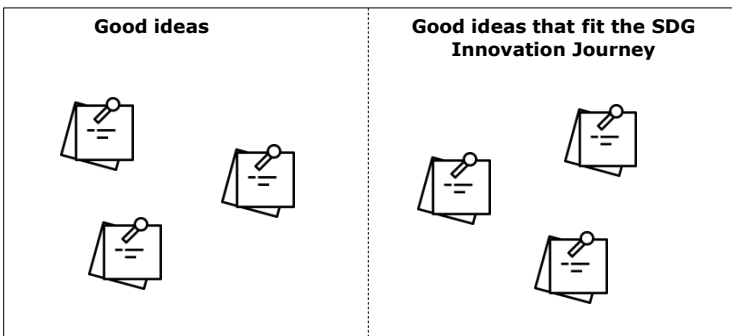 Good ideas
Good ideas that fit the SDG
Innovation Journey